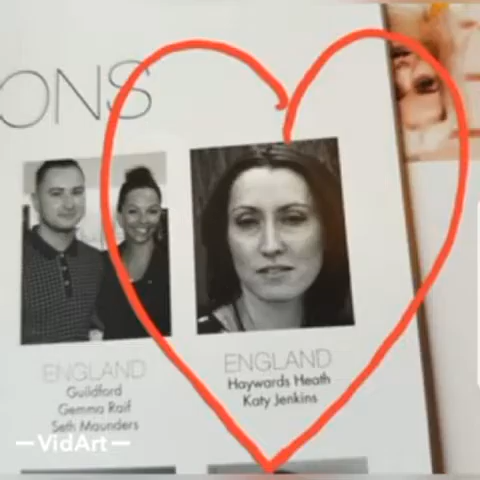 ONS
ENGLAND
Guildford
Gemma Raif
Seth Maunders
ENGLAND
Haywards Heath
Katy Jenkins
VidArt